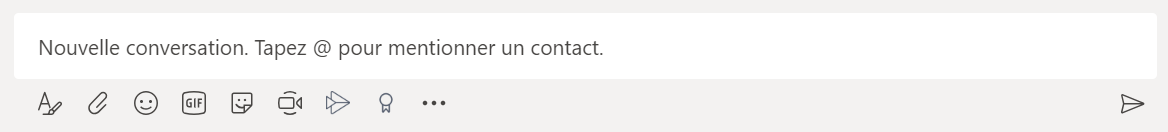 Nouvelle conversation. Tapez @ pour mentionner un contact.
GIF